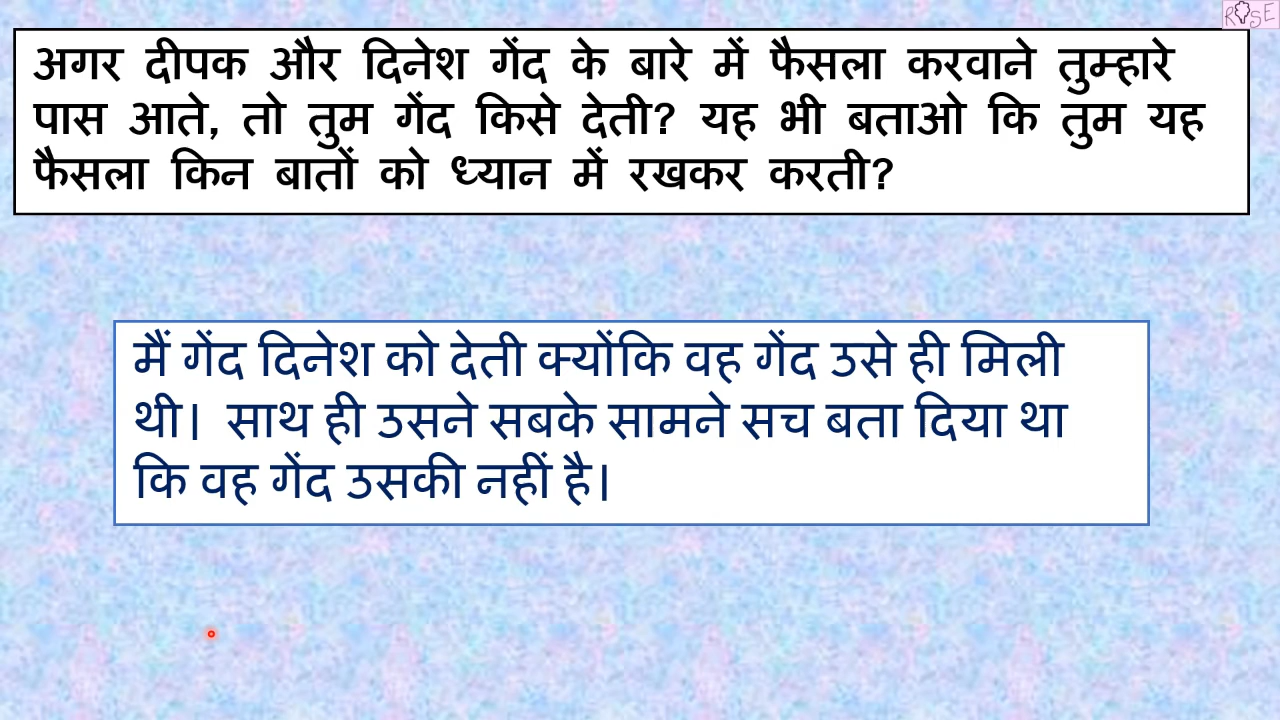 ROSE
अगर दीपक और दिनेश गेंद के बारे में फैसला करवाने तुम्हारे
पास आते, तो तुम गेंद किसे देती? यह भी बताओ कि तुम यह
फैसला किन बातों को ध्यान में रखकर करती?
मैं गेंद दिनेश को देती क्योंकि वह गेंद उसे ही मिली
थी। साथ ही उसने सबके सामने सच बता दिया था
कि वह गेंद उसकी नहीं है।